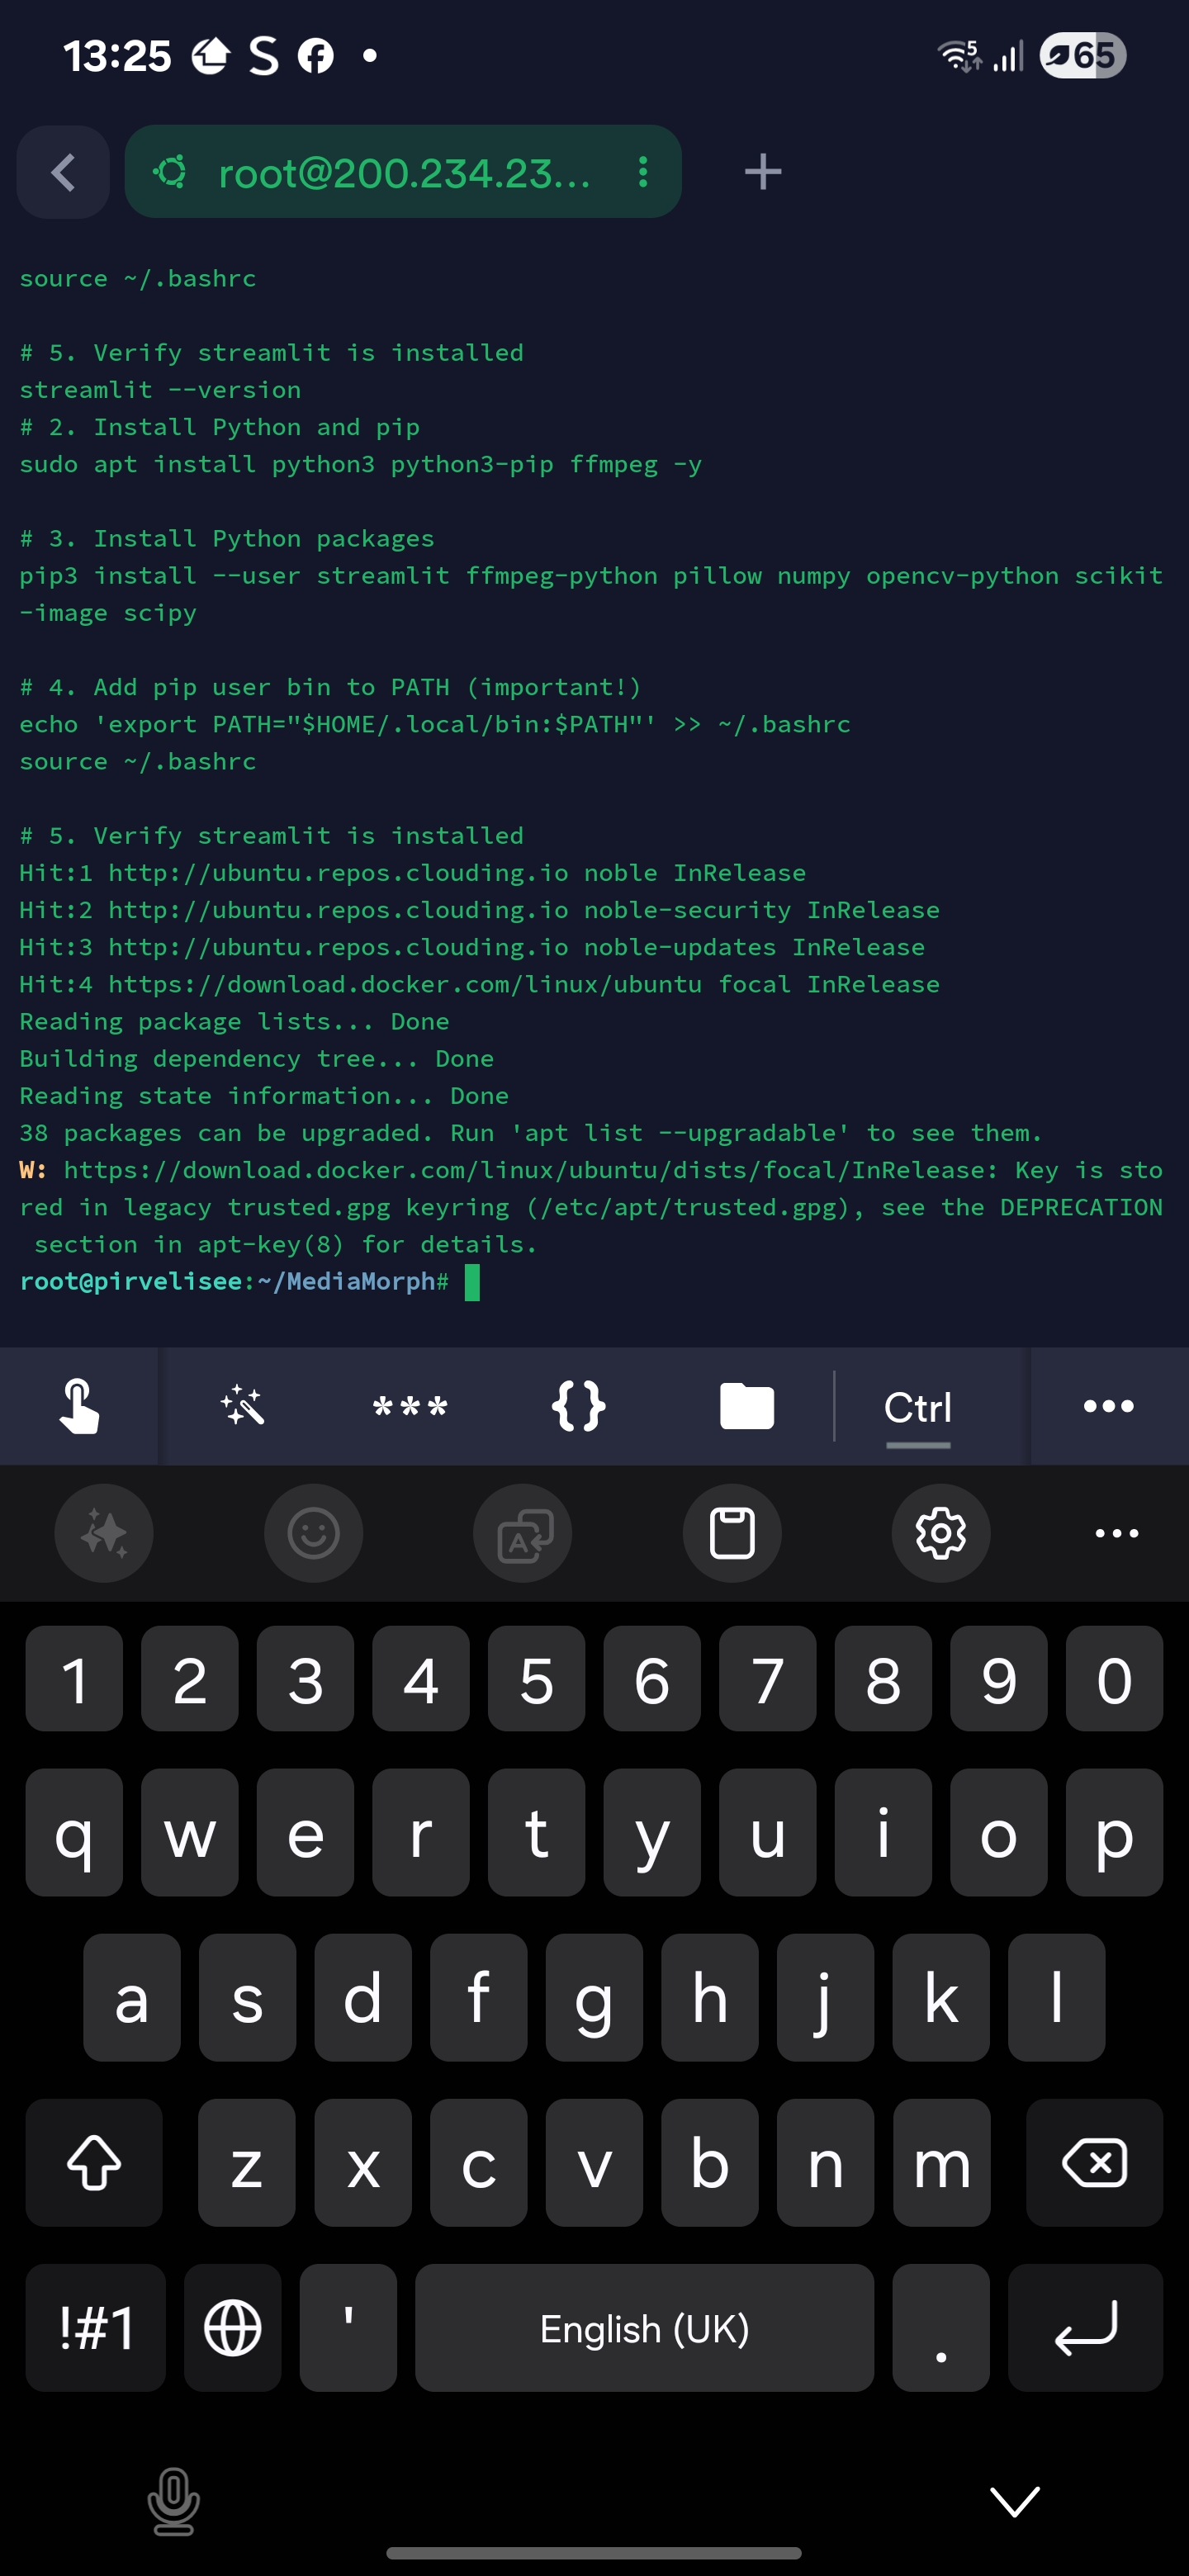 13:25
5
65
root@200.234.23...
source ~/.bashrc
# 5. Verify streamlit is installed
streamlit --version
# 2. Install Python and pip
sudo apt install python3 python3-pip ffmpeg -y
# 3. Install Python packages
pip3 install --user streamlit ffmpeg-python pillow numpy opencv-python scikit
-image scipy
# 4. Add pip user bin to PATH (important!)
echo 'export PATH="$HOME/.local/bin:$PATH"' >> ~/.bashrc
source ~/.bashrc
# 5. Verify streamlit is installed
Hit:1 http://ubuntu.repos.clouding.io noble InRelease
Hit:2 http://ubuntu.repos.clouding.io noble-security InRelease
Hit:3 http://ubuntu.repos.clouding.io noble-updates InRelease
Hit:4 https://download.docker.com/linux/ubuntu focal InRelease
Reading package lists... Done
Building dependency tree... Done
Reading state information... Done
38 packages can be upgraded. Run 'apt list --upgradable' to see them.
W: https://download.docker.com/linux/ubuntu/dists/focal/InRelease: Key is sto
red in legacy trusted.gpg keyring (/etc/apt/trusted.gpg), see the DEPRECATION
 section in apt-key(8) for details.
root@pirvelisee:~/MediaMorph#
*** {} Ctrl
1 2 3 4 5 6 7 8 9 0
q w e r t y u i o p
a s d f g h j k l
z x c v b n m
!#1 ' English (UK) .